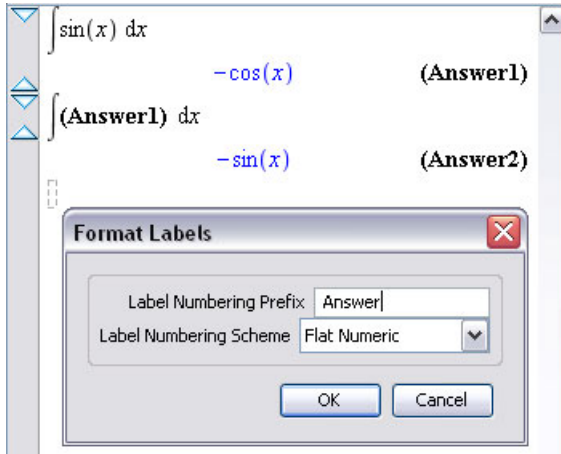 ∫sin(x) dx
−cos(x) (Answer1)
∫(Answer1) dx
−sin(x) (Answer2)
Format Labels
Label Numbering Prefix Answer
Label Numbering Scheme Flat Numeric
OK Cancel